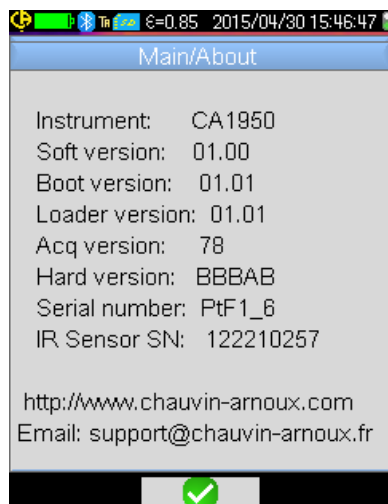 ε=0.85 2015/04/30 15:46:47
Main/About
Instrument: CA1950
Soft version: 01.00
Boot version: 01.01
Loader version: 01.01
Acq version: 78
Hard version: BBBAB
Serial number: PtF1_6
IR Sensor SN: 122210257
http://www.chauvin-arnoux.com
Email: support@chauvin-arnoux.fr